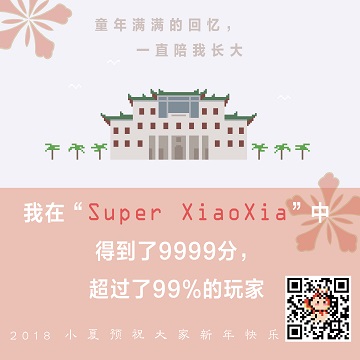 童年满满的回忆，
一直陪我长大
我在“Super XiaoXia”中
得到了9999分，
超过了99%的玩家
2018 小夏预祝大家新年快乐